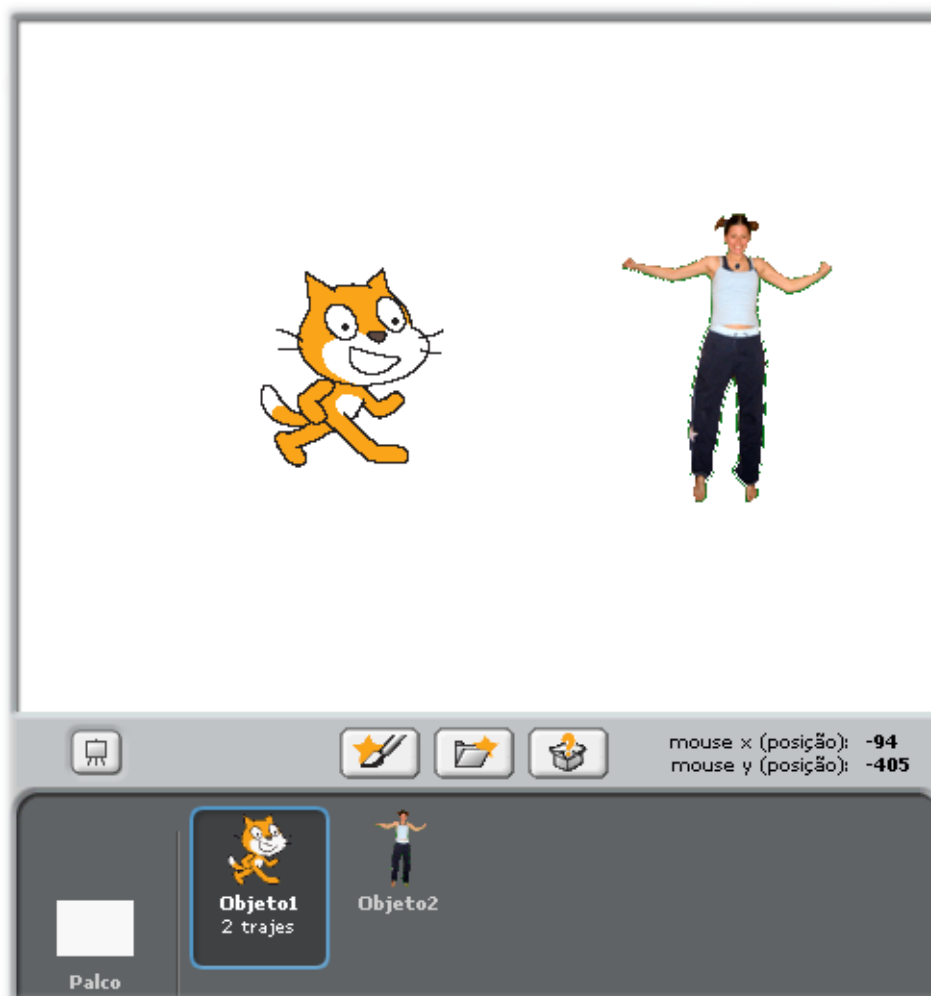 mouse x (posição): -94
mouse y (posição): -405
Objeto1
2 trajes
Objeto2
Palco